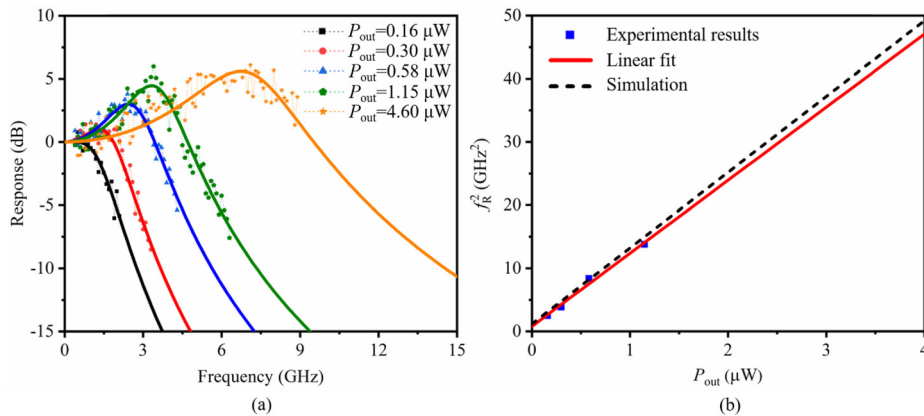 10
P_out=0.16 μW
P_out=0.30 μW
P_out=0.58 μW
P_out=1.15 μW
P_out=4.60 μW
5
0
-5
-10
-15
Response (dB)
0 3 6 9 12 15
Frequency (GHz)
(a)
50
40
30
20
10
0
f_R^2 (GHz²)
Experimental results
Linear fit
Simulation
0 1 2 3 4
P_out (μW)
(b)